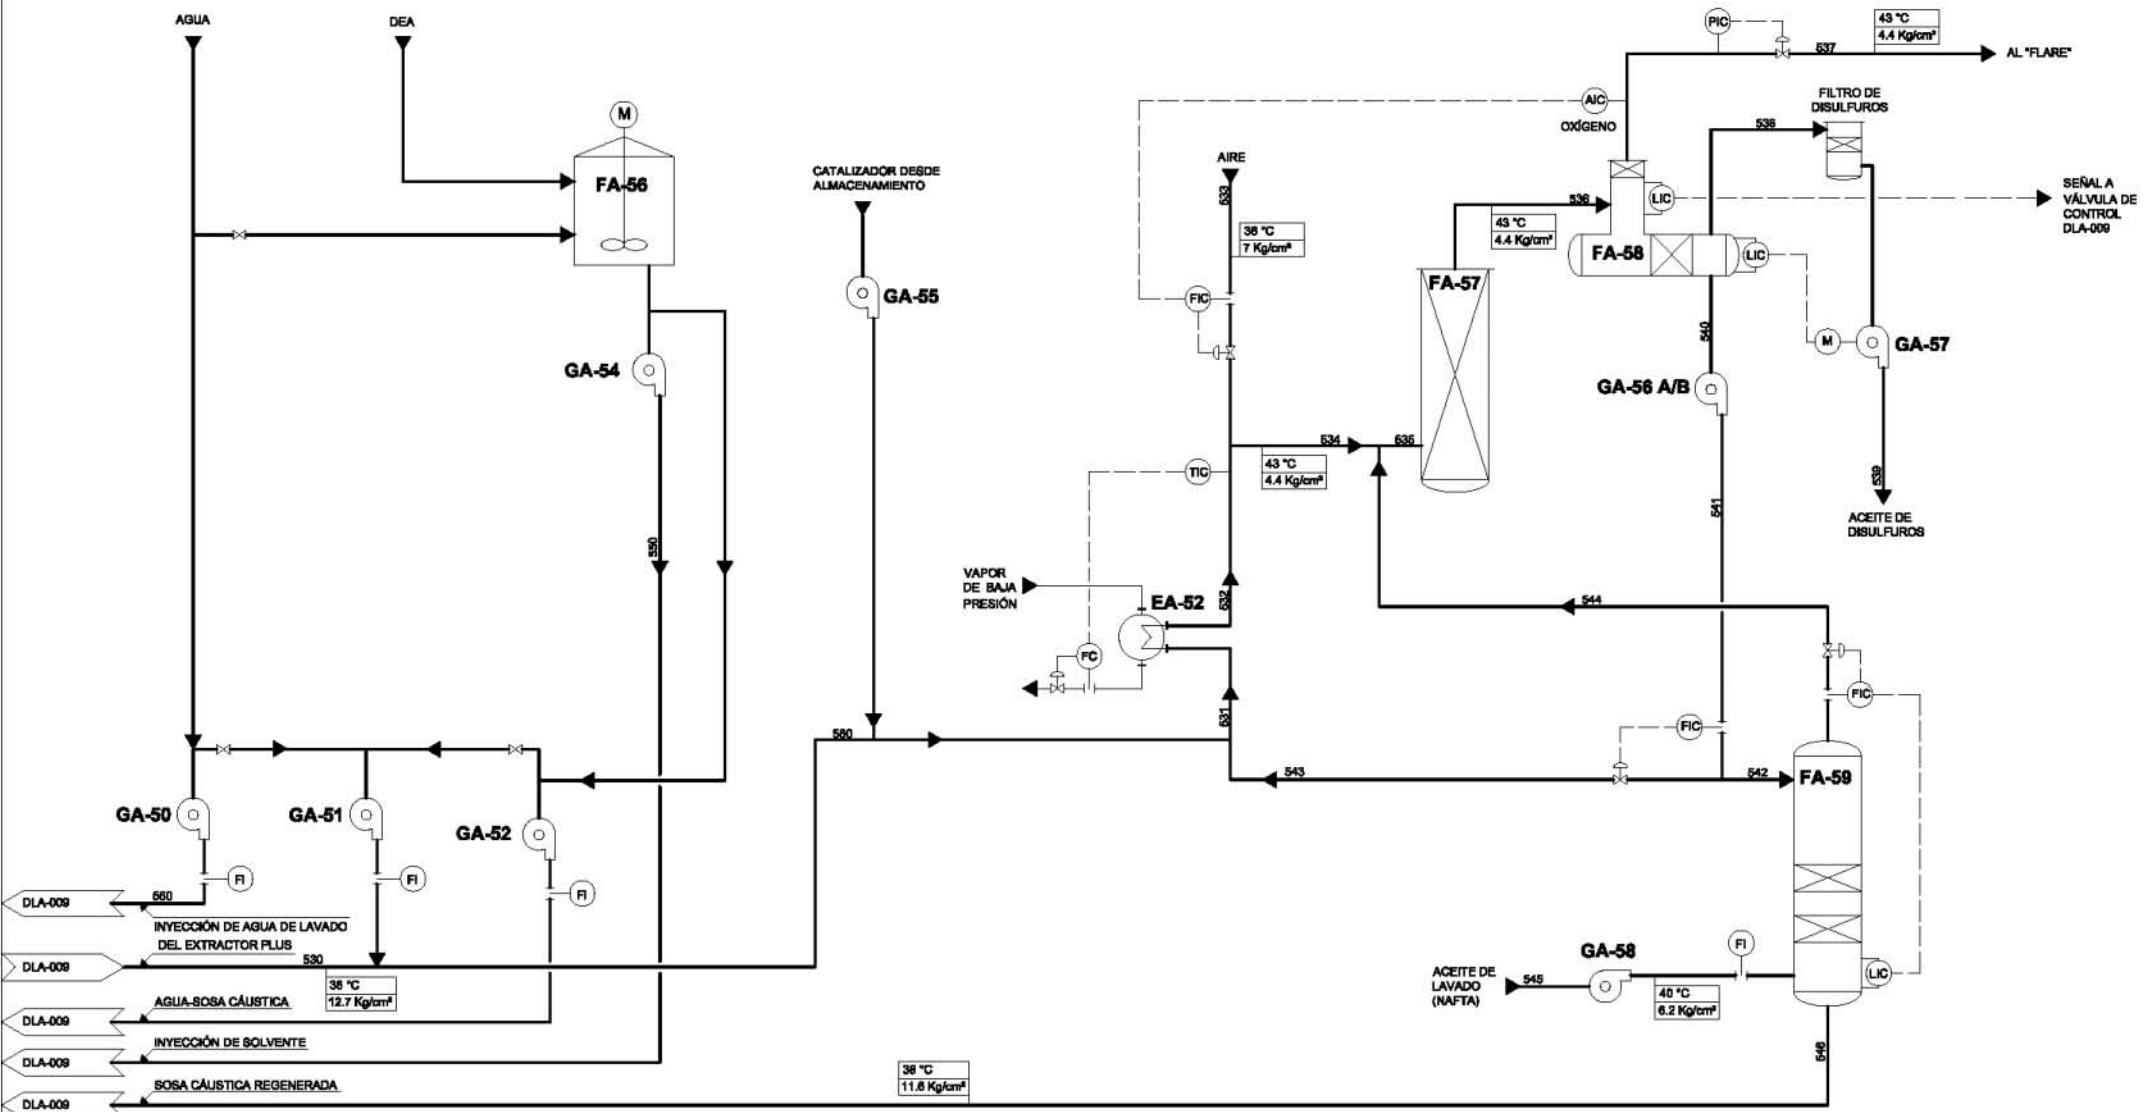 AGUA
DEA
PIC
43 °C
4.4 Kg/cm²
537
AL "FLARE"
FILTRO DE
DISULFUROS
AIC
OXÍGENO
M
538
CATALIZADOR DESDE
ALMACENAMIENTO
AIRE
533
FA-56
LIC
SEÑAL A
VÁLVULA DE
CONTROL
DLA-009
536
43 °C
4.4 Kg/cm²
38 °C
7 Kg/cm²
FA-58
LIC
FA-57
GA-55
FIC
540
M
GA-57
GA-54
GA-56 A/B
534
535
TIC
43 °C
4.4 Kg/cm²
539
541
ACEITE DE
DISULFUROS
550
VAPOR
DE BAJA
PRESIÓN
EA-52
532
544
FC
FIC
531
FIC
580
543
542
FA-59
GA-50
GA-51
GA-52
FI
FI
FI
DLA-009
560
INYECCIÓN DE AGUA DE LAVADO
DEL EXTRACTOR PLUS
DLA-009
530
38 °C
12.7 Kg/cm²
GA-58
FI
LIC
ACEITE DE
LAVADO
(NAFTA)
545
40 °C
6.2 Kg/cm²
AGUA-SOSA CÁUSTICA
DLA-009
INYECCIÓN DE SOLVENTE
DLA-009
546
38 °C
11.6 Kg/cm²
SOSA CÁUSTICA REGENERADA
DLA-009